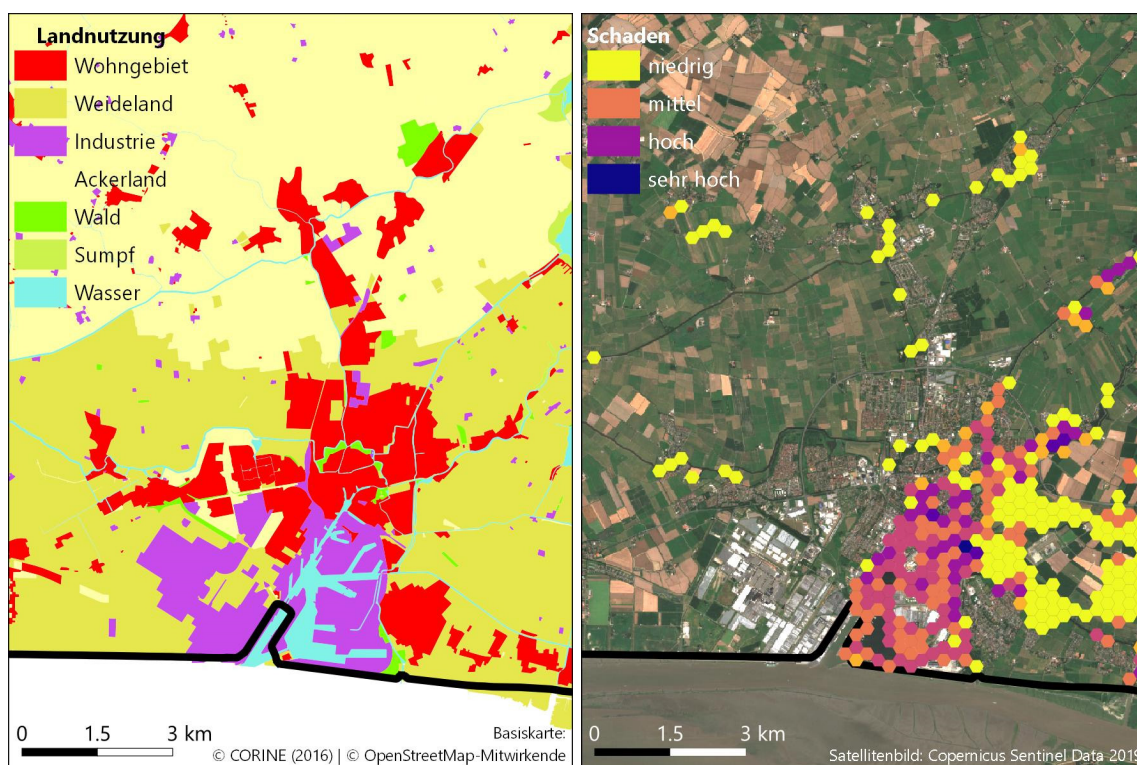 Landnutzung
Wohngebiet
Weideland
Industrie
Ackerland
Wald
Sumpf
Wasser
0 1.5 3 km
Basiskarte:
© CORINE (2016) | © OpenStreetMap-Mitwirkende
Schaden
niedrig
mittel
hoch
sehr hoch
0 1.5 3 km
Satellitenbild: Copernicus Sentinel Data 2019